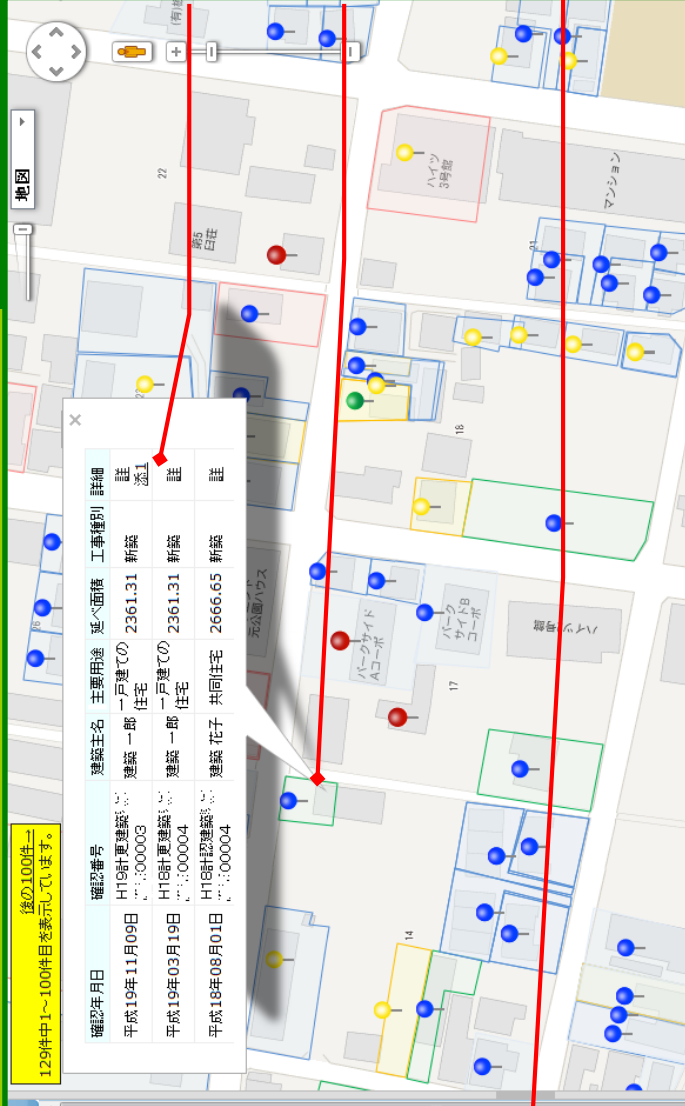 後の100件→
129件中1～100件目を表示しています。
地図
確認年月日 確認番号 建築主名 主要用途 延べ面積 工事種別 詳細
平成19年11月09日 H19計更建築 00003 建築 一郎 一戸建ての住宅 2361.31 新築 詳 添1
平成19年03月19日 H18計更建築 00004 建築 一郎 一戸建ての住宅 2361.31 新築 詳
平成18年08月01日 H18計認建築 00004 建築 花子 共同住宅 2666.65 新築 詳
×
(有)
22
第5
日荘
ハイツ
3号館
マンション
21
22
18
26
元公園ハウス
パークサイド
Aコーポ
パーク
サイドB
コーポ
17
14